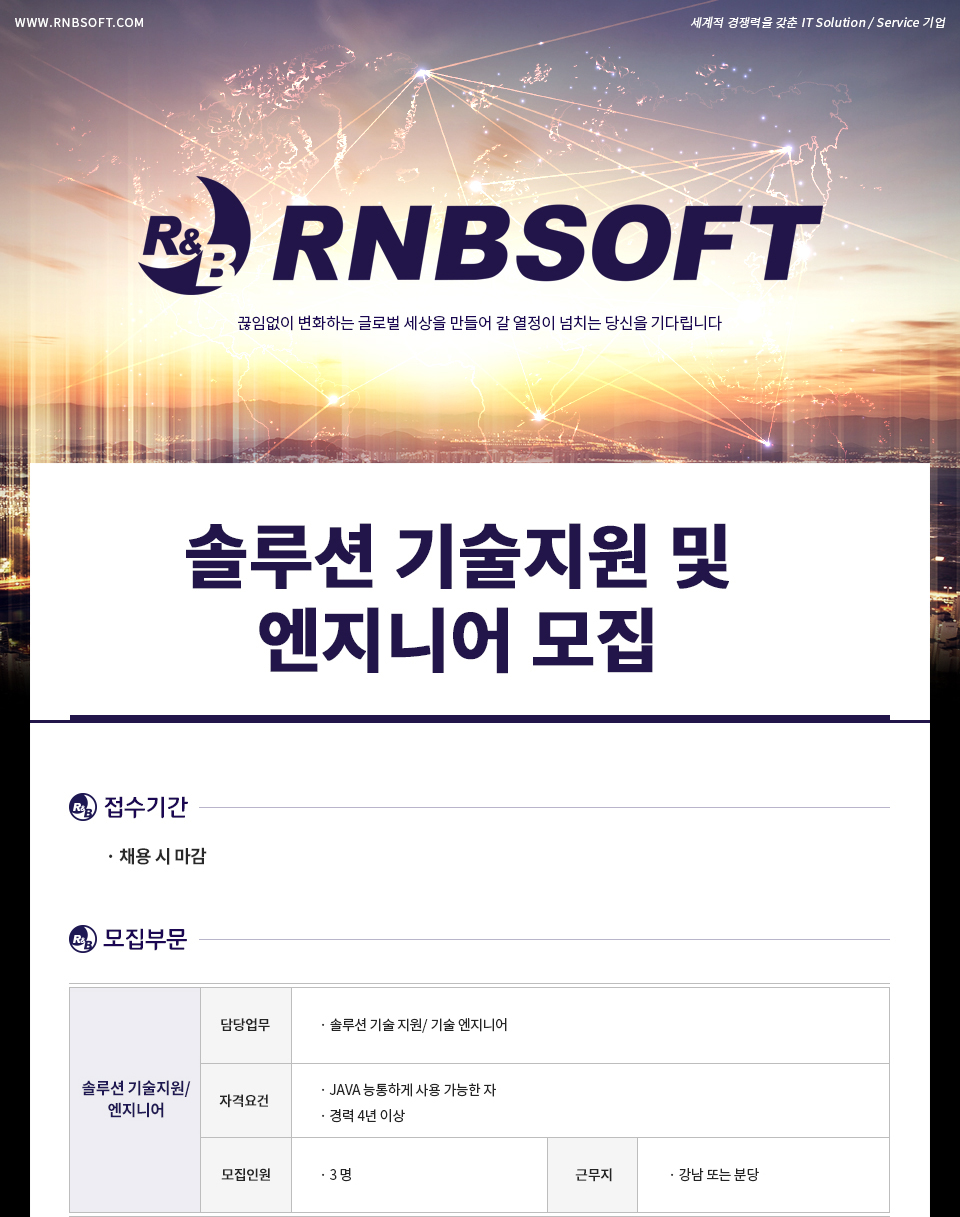 WWW.RNBSOFT.COM
세계적 경쟁력을 갖춘 IT Solution / Service 기업
R&B RNBSOFT
끊임없이 변화하는 글로벌 세상을 만들어 갈 열정이 넘치는 당신을 기다립니다
솔루션 기술지원 및
엔지니어 모집
R&B 접수기간
· 채용 시 마감
R&B 모집부문
솔루션 기술지원/
엔지니어
담당업무
· 솔루션 기술 지원/ 기술 엔지니어
자격요건
· JAVA 능통하게 사용 가능한 자
· 경력 4년 이상
모집인원
· 3 명
근무지
· 강남 또는 분당